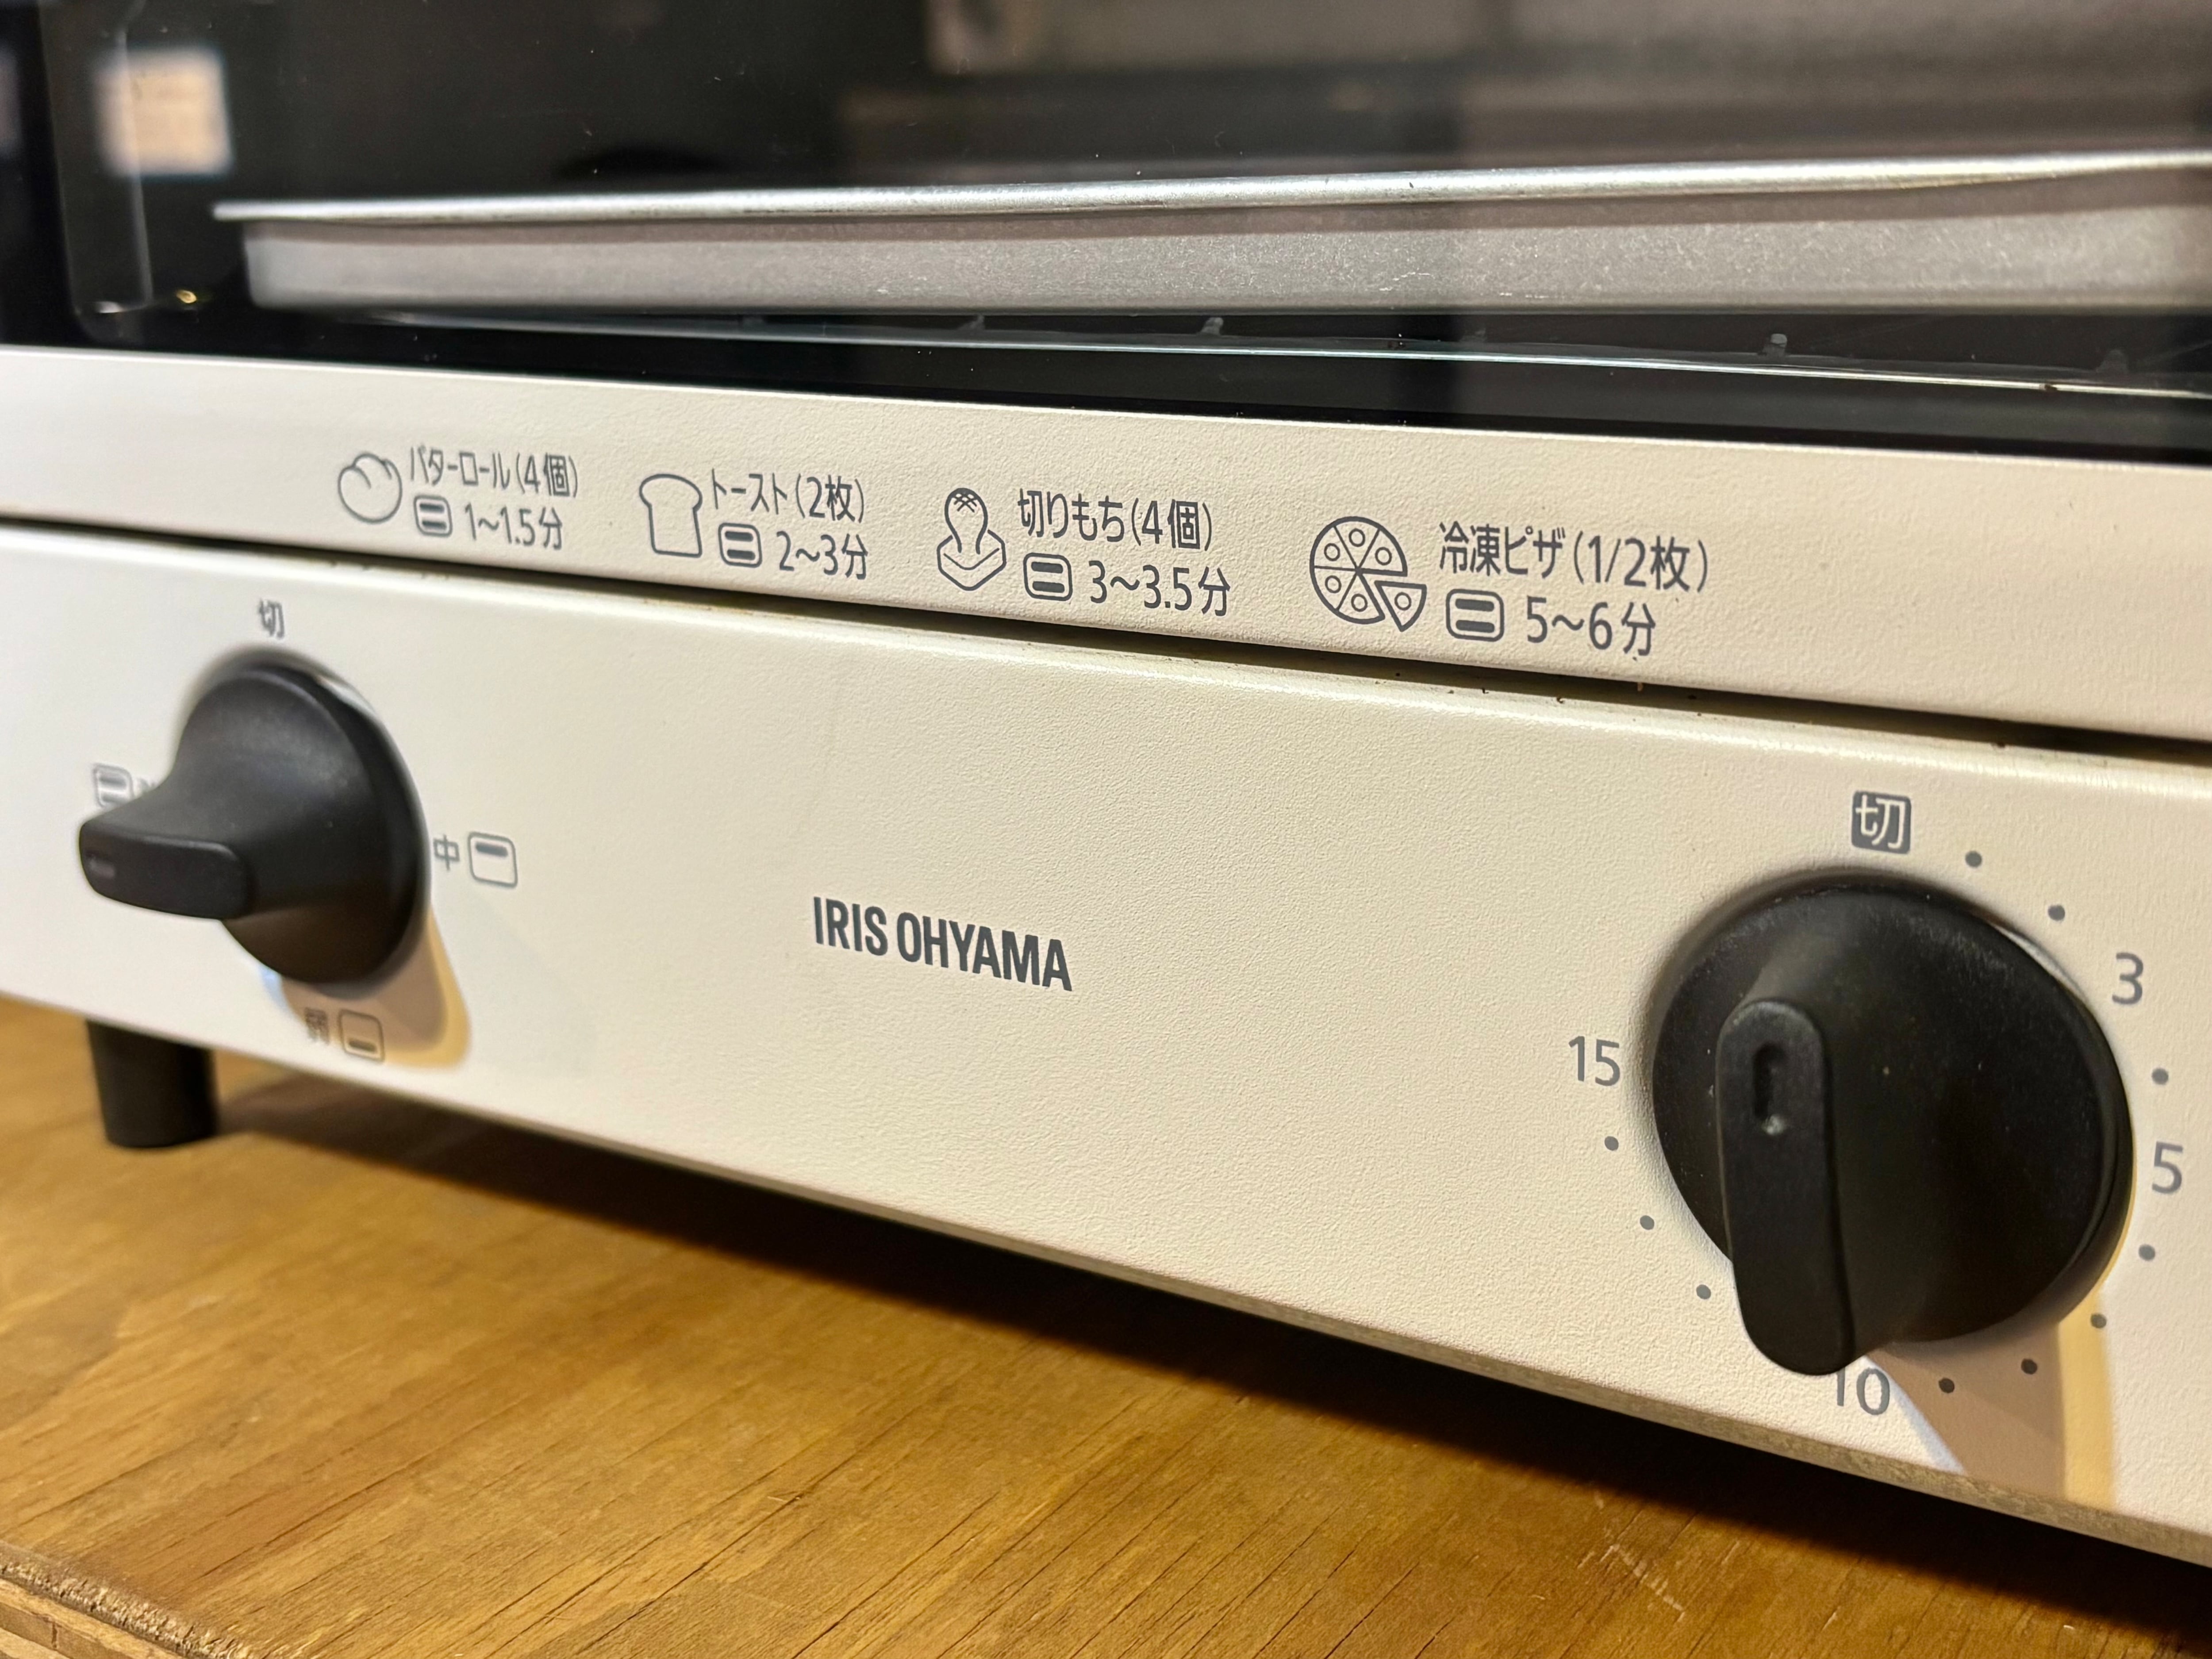 バターロール(4個)
1〜1.5分
トースト(2枚)
2〜3分
切りもち(4個)
3〜3.5分
冷凍ピザ(1/2枚)
5〜6分
切
中
弱
IRIS OHYAMA
切
3
5
10
15